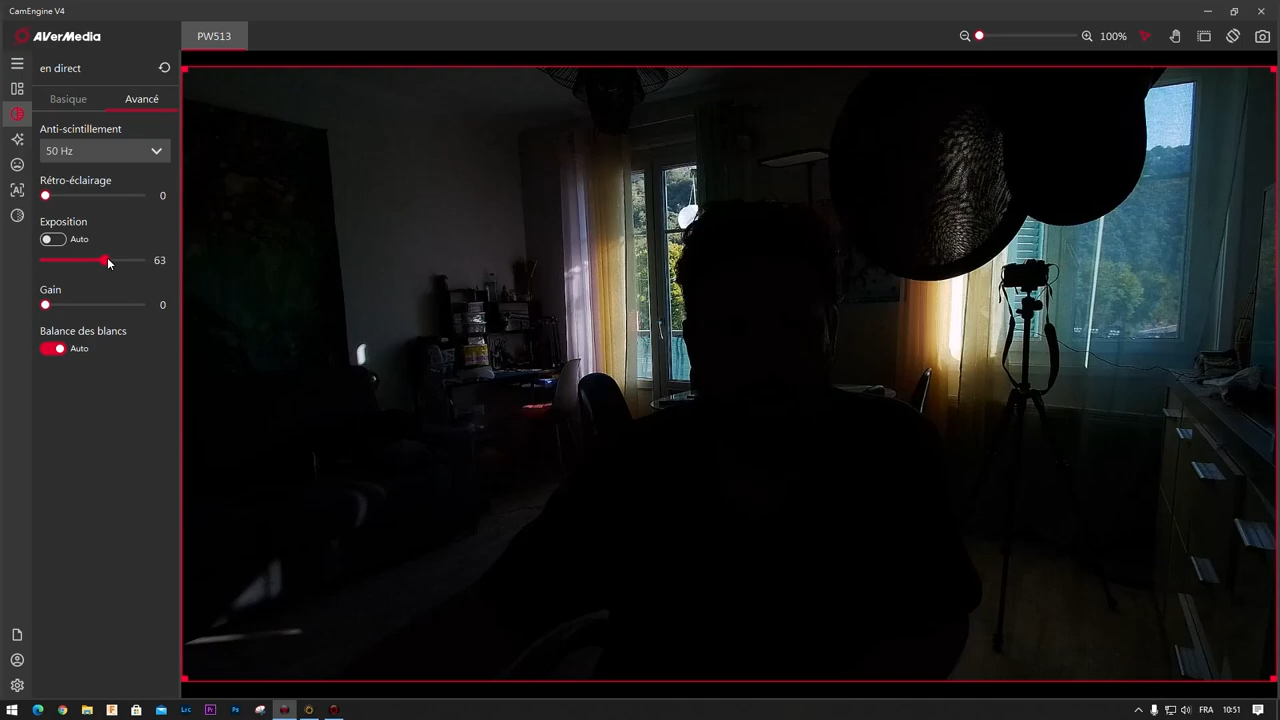 CamEngine V4
AVerMedia
PW513
100%
en direct
Basique
Avancé
Anti-scintillement
50 Hz
Rétro-éclairage
0
Exposition
Auto
63
Gain
0
Balance des blancs
Auto
FRA
10:51